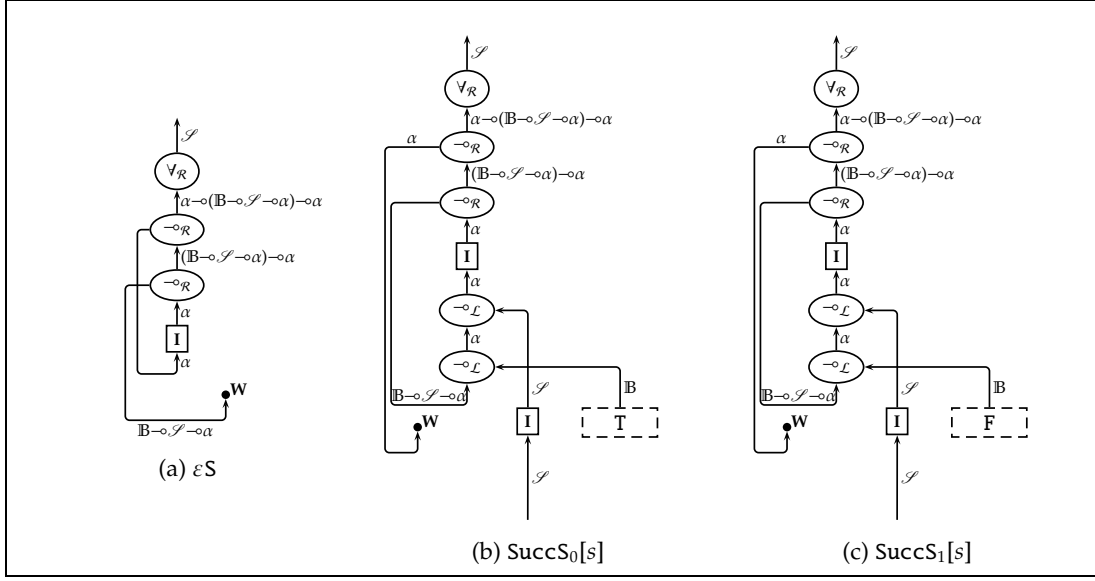 𝒮
∀ℛ
α⊸(𝔹⊸𝒮⊸α)⊸α
⊸ℛ
(𝔹⊸𝒮⊸α)⊸α
⊸ℛ
α
I
α
W
𝔹⊸𝒮⊸α
(a) εS
𝒮
∀ℛ
α⊸(𝔹⊸𝒮⊸α)⊸α
α
⊸ℛ
(𝔹⊸𝒮⊸α)⊸α
⊸ℛ
α
I
α
⊸ℒ
α
⊸ℒ
𝔹⊸𝒮⊸α
𝒮
𝔹
W
I
T
𝒮
(b) SuccS₀[s]
𝒮
∀ℛ
α⊸(𝔹⊸𝒮⊸α)⊸α
α
⊸ℛ
(𝔹⊸𝒮⊸α)⊸α
⊸ℛ
α
I
α
⊸ℒ
α
⊸ℒ
𝔹⊸𝒮⊸α
𝒮
𝔹
W
I
F
𝒮
(c) SuccS₁[s]